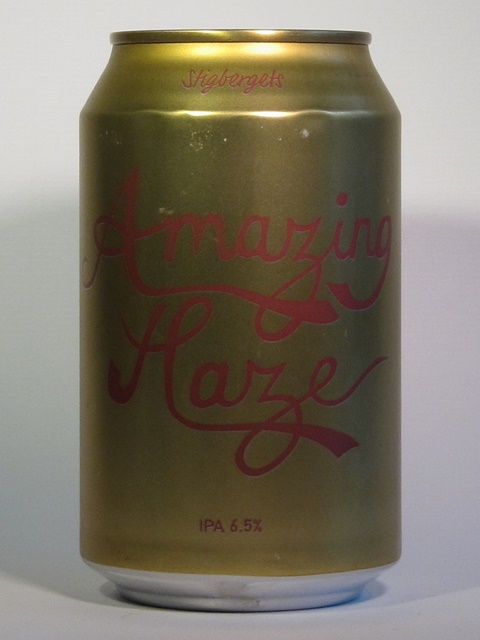 Stigbergets
Amazing
Haze
IPA 6.5%